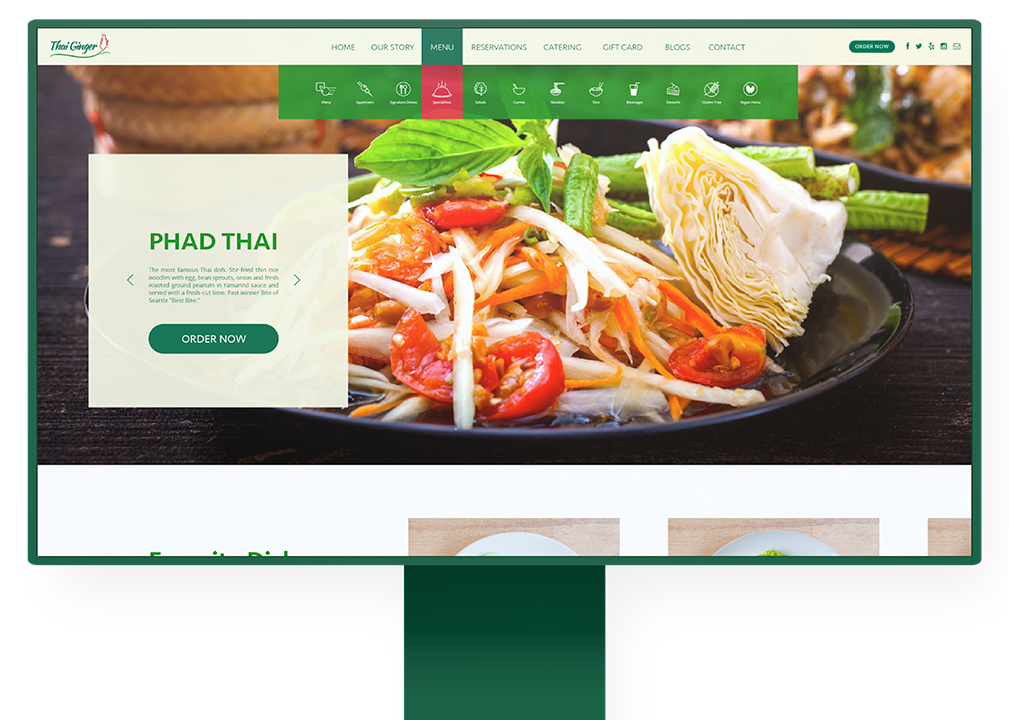 Thai Ginger
HOME OUR STORY MENU RESERVATIONS CATERING GIFT CARD BLOGS CONTACT
ORDER NOW
Menu Appetizers Signature Dishes Specialties Salads Curries Noodles Rice Beverages Desserts Gluten Free Vegan Menu
PHAD THAI
The most famous Thai dish. Stir-fried thin rice
noodles with egg, bean sprouts, onion and fresh
roasted ground peanuts in tamarind sauce and
served with a fresh-cut lime. Past winner Bite of
Seattle "Best Bite."
ORDER NOW